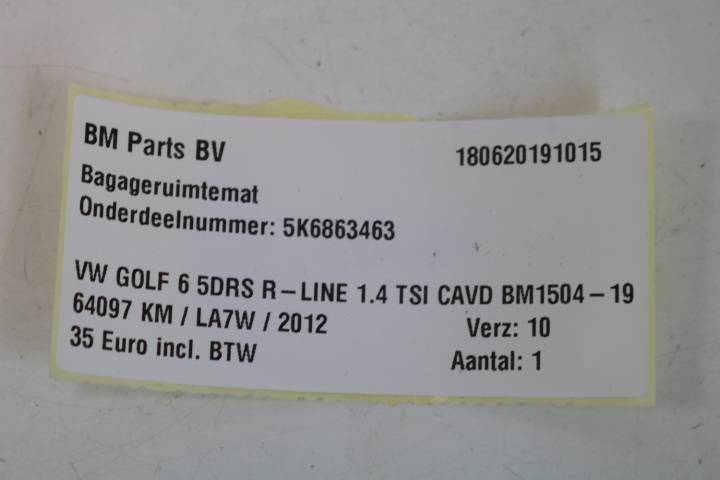 BM Parts BV 180620191015
Bagageruimtemat
Onderdeelnummer: 5K6863463
VW GOLF 6 5DRS R-LINE 1.4 TSI CAVD BM1504-19
64097 KM / LA7W / 2012 Verz: 10
35 Euro incl. BTW Aantal: 1